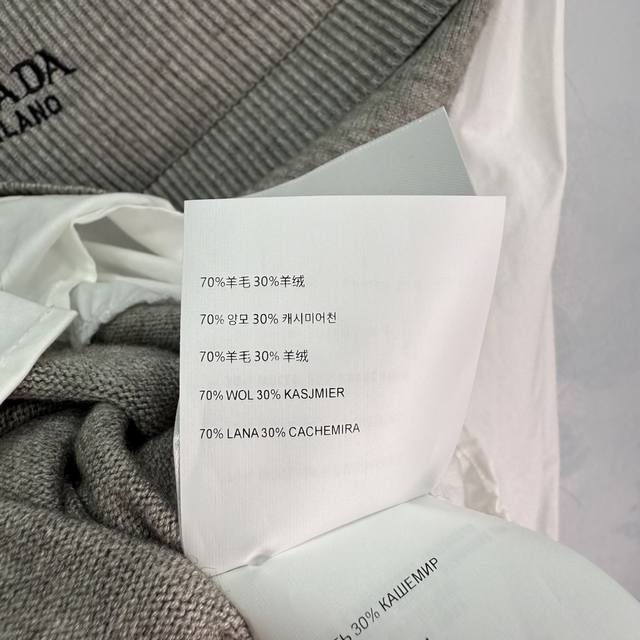 ADA
ILANO
70%羊毛 30%羊绒
70% 양모 30% 캐시미어천
70%羊毛 30% 羊绒
70% WOL 30% KASJMIER
70% LANA 30% CACHEMIRA
30% КАШЕМИР